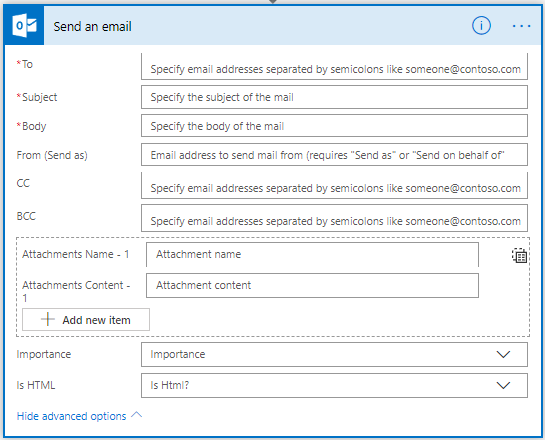 Send an email
*To
Specify email addresses separated by semicolons like someone@contoso.com
*Subject
Specify the subject of the mail
*Body
Specify the body of the mail
From (Send as)
Email address to send mail from (requires "Send as" or "Send on behalf of"
CC
Specify email addresses separated by semicolons like someone@contoso.com
BCC
Specify email addresses separated by semicolons like someone@contoso.com
Attachments Name - 1
Attachment name
Attachments Content -
1
Attachment content
Add new item
Importance
Importance
Is HTML
Is Html?
Hide advanced options